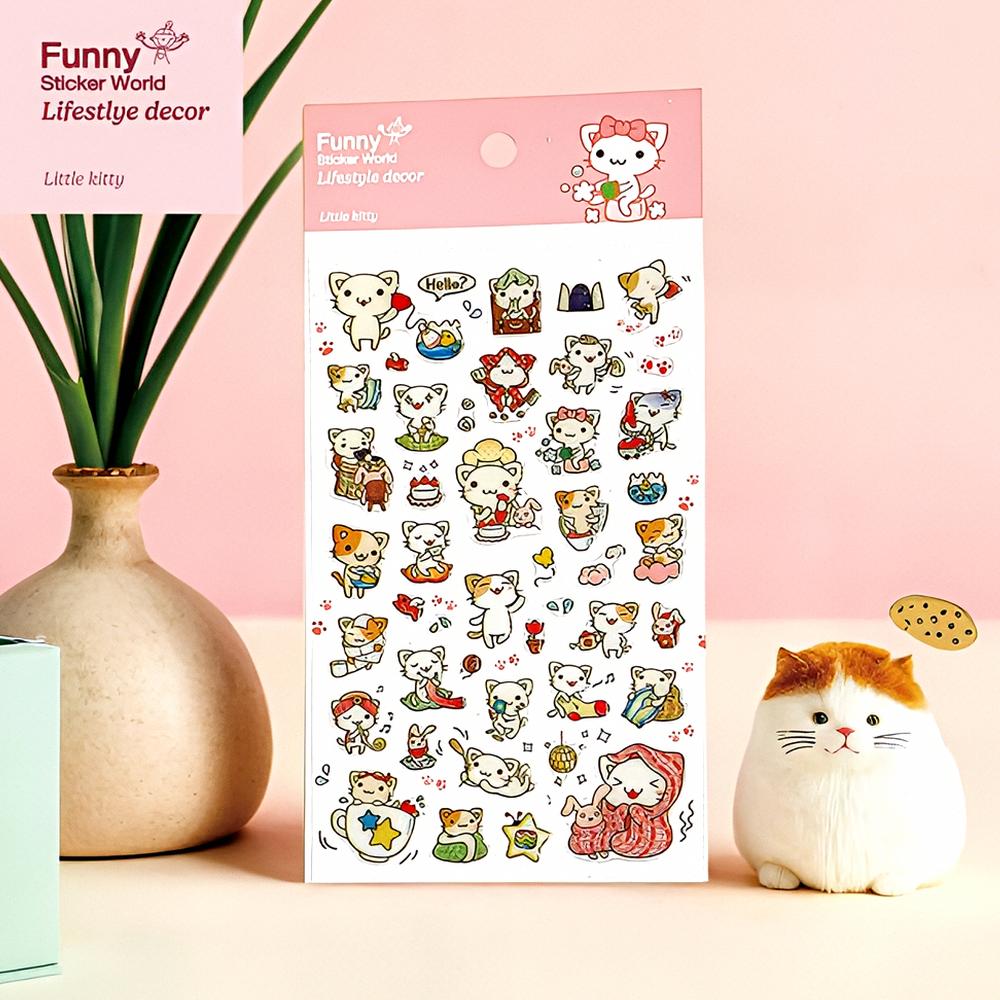 Funny
Sticker World
Lifestlye decor
Little kitty
Funny
Sticker World
Lifestyle decor
Little kitty
Hello?